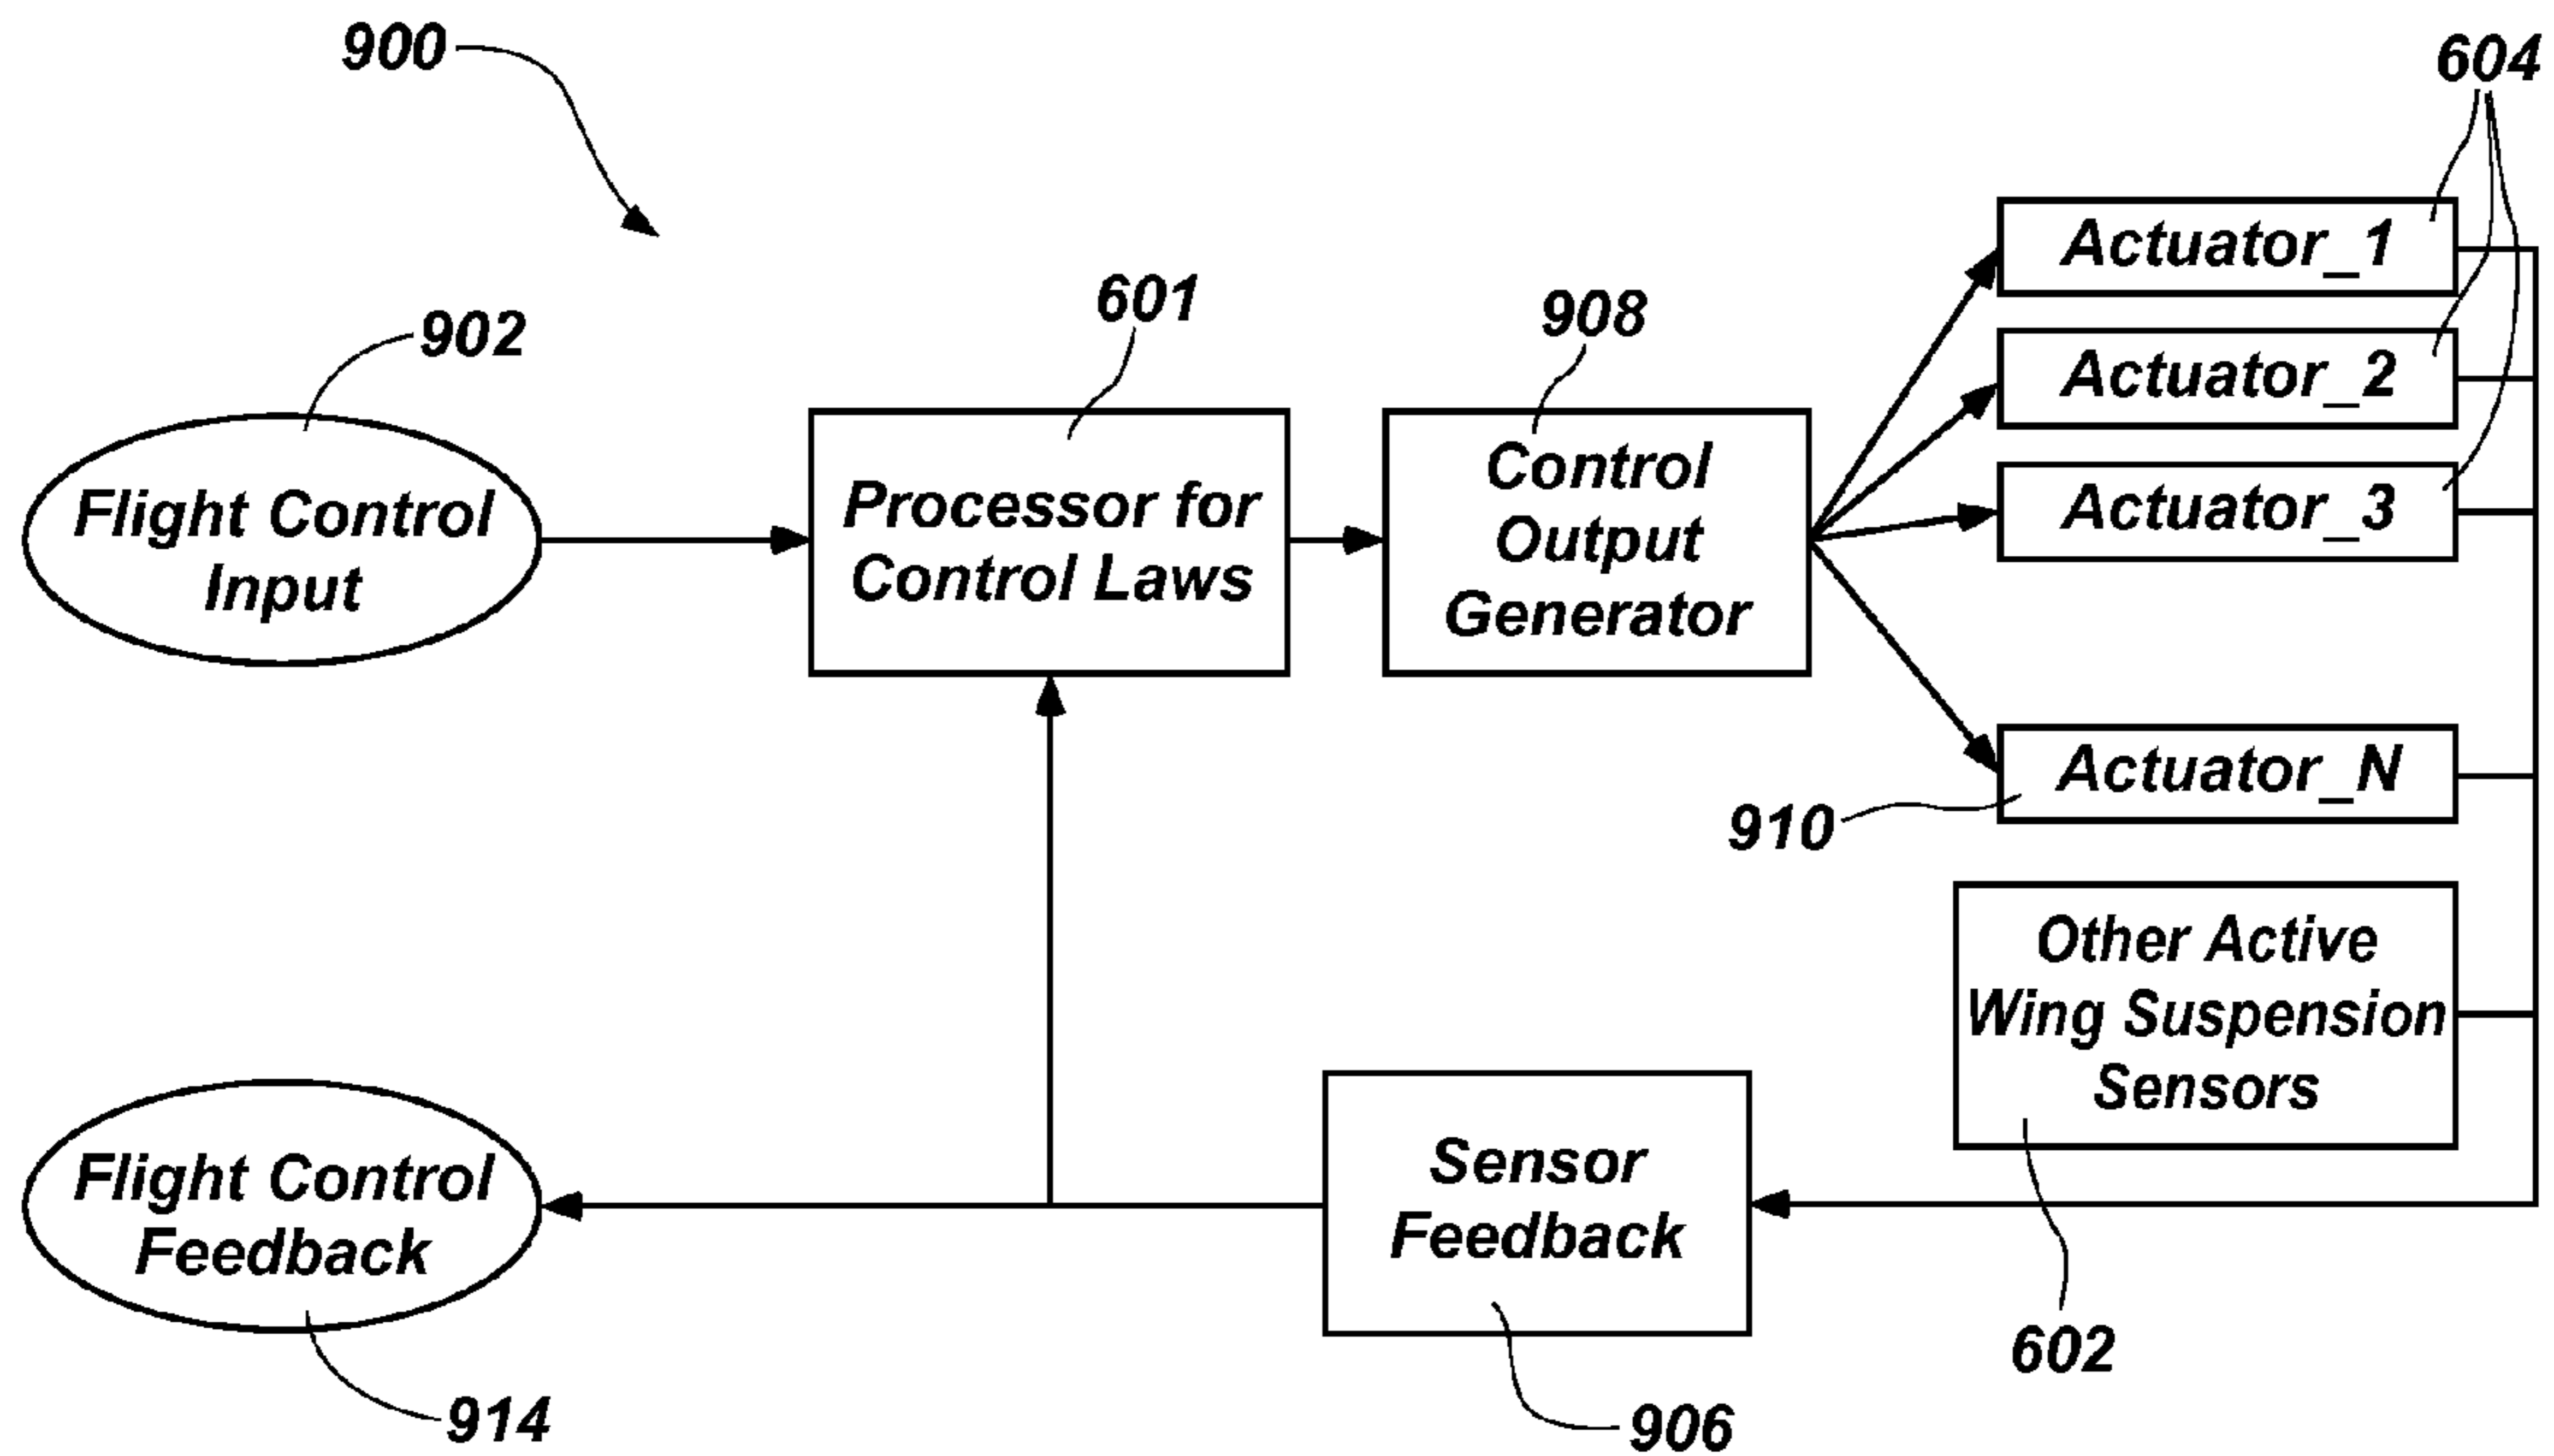 900
604
902
601
908
Actuator_1
Actuator_2
Actuator_3
Flight Control
Input
Processor for
Control Laws
Control
Output
Generator
Actuator_N
910
Other Active
Wing Suspension
Sensors
Flight Control
Feedback
Sensor
Feedback
602
914
906